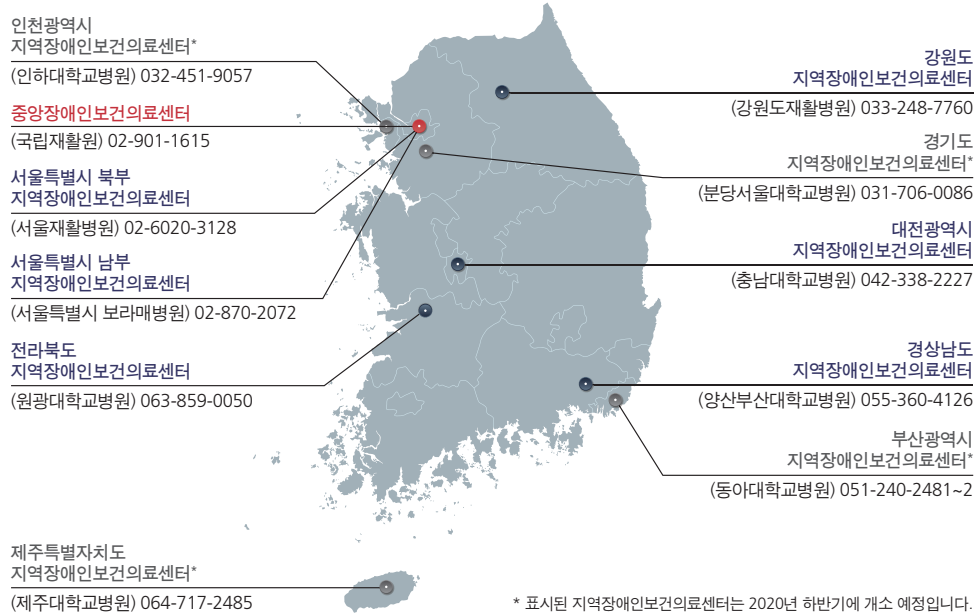 인천광역시
지역장애인보건의료센터*
(인하대학교병원) 032-451-9057
중앙장애인보건의료센터
(국립재활원) 02-901-1615
서울특별시 북부
지역장애인보건의료센터
(서울재활병원) 02-6020-3128
서울특별시 남부
지역장애인보건의료센터
(서울특별시 보라매병원) 02-870-2072
전라북도
지역장애인보건의료센터
(원광대학교병원) 063-859-0050
제주특별자치도
지역장애인보건의료센터*
(제주대학교병원) 064-717-2485
강원도
지역장애인보건의료센터
(강원도재활병원) 033-248-7760
경기도
지역장애인보건의료센터*
(분당서울대학교병원) 031-706-0086
대전광역시
지역장애인보건의료센터
(충남대학교병원) 042-338-2227
경상남도
지역장애인보건의료센터
(양산부산대학교병원) 055-360-4126
부산광역시
지역장애인보건의료센터*
(동아대학교병원) 051-240-2481~2
* 표시된 지역장애인보건의료센터는 2020년 하반기에 개소 예정입니다.